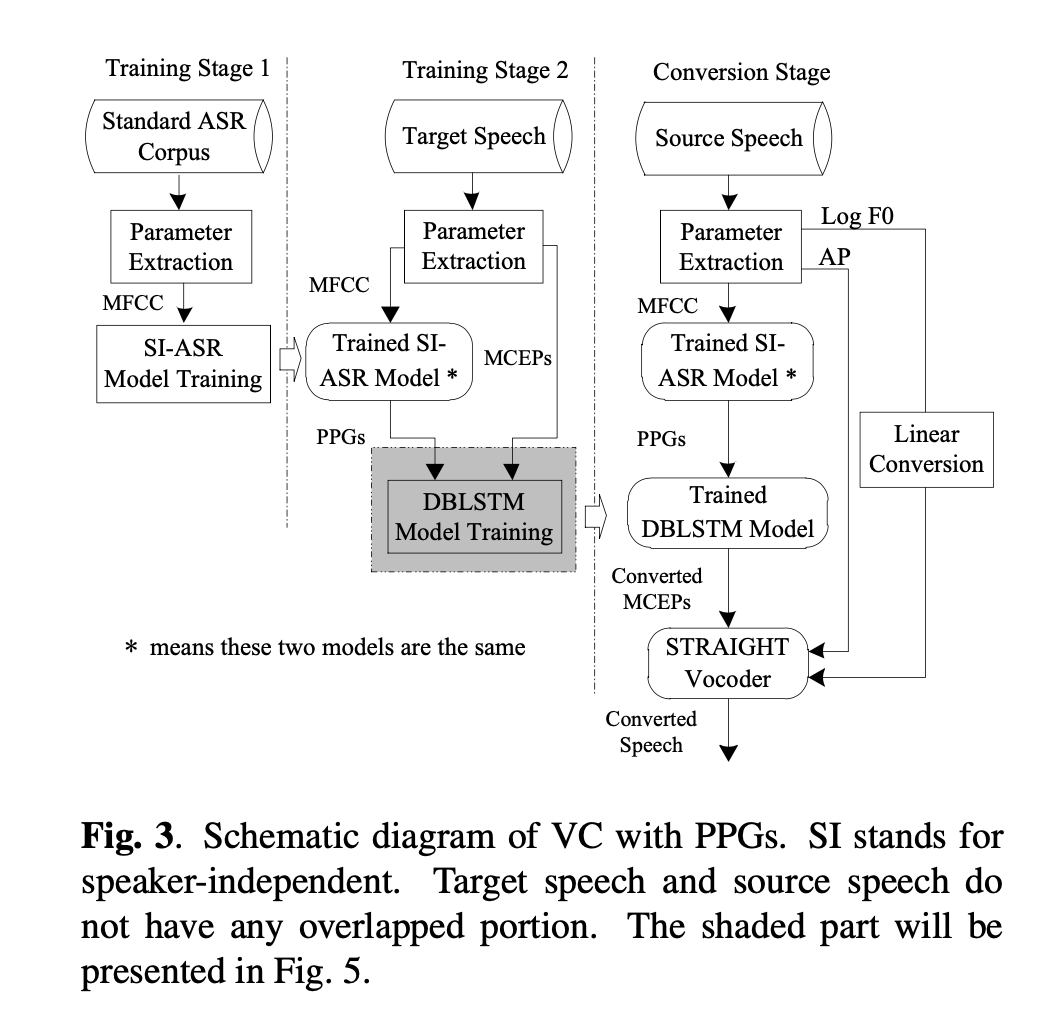 Training Stage 1
Standard ASR
Corpus
Parameter
Extraction
MFCC
SI-ASR
Model Training
Training Stage 2
Target Speech
Parameter
Extraction
MFCC
Trained SI-
ASR Model *
MCEPs
PPGs
DBLSTM
Model Training
Conversion Stage
Source Speech
Parameter
Extraction
Log F0
AP
MFCC
Trained SI-
ASR Model *
PPGs
Linear
Conversion
Trained
DBLSTM Model
Converted
MCEPs
STRAIGHT
Vocoder
Converted
Speech
* means these two models are the same
Fig. 3. Schematic diagram of VC with PPGs. SI stands for
speaker-independent. Target speech and source speech do
not have any overlapped portion. The shaded part will be
presented in Fig. 5.